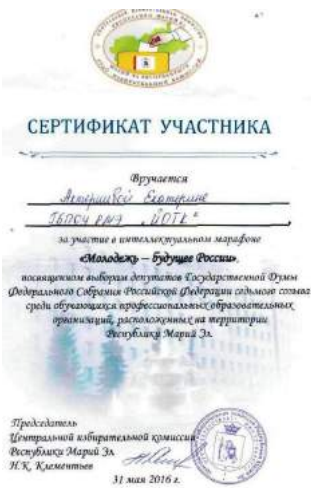 СЕРТИФИКАТ УЧАСТНИКА
Вручается
Екатерине
ГБПОУ РМЭ „ЙОТК“
за участие в интеллектуальном марафоне
«Молодежь – будущее России»,
посвященном выборам депутатов Государственной Думы
Федерального Собрания Российской Федерации седьмого созыва
среди обучающихся профессиональных образовательных
организаций, расположенных на территории
Республики Марий Эл.
Председатель
Центральной избирательной комиссии
Республики Марий Эл
Н.К. Клементьев
31 мая 2016 г.